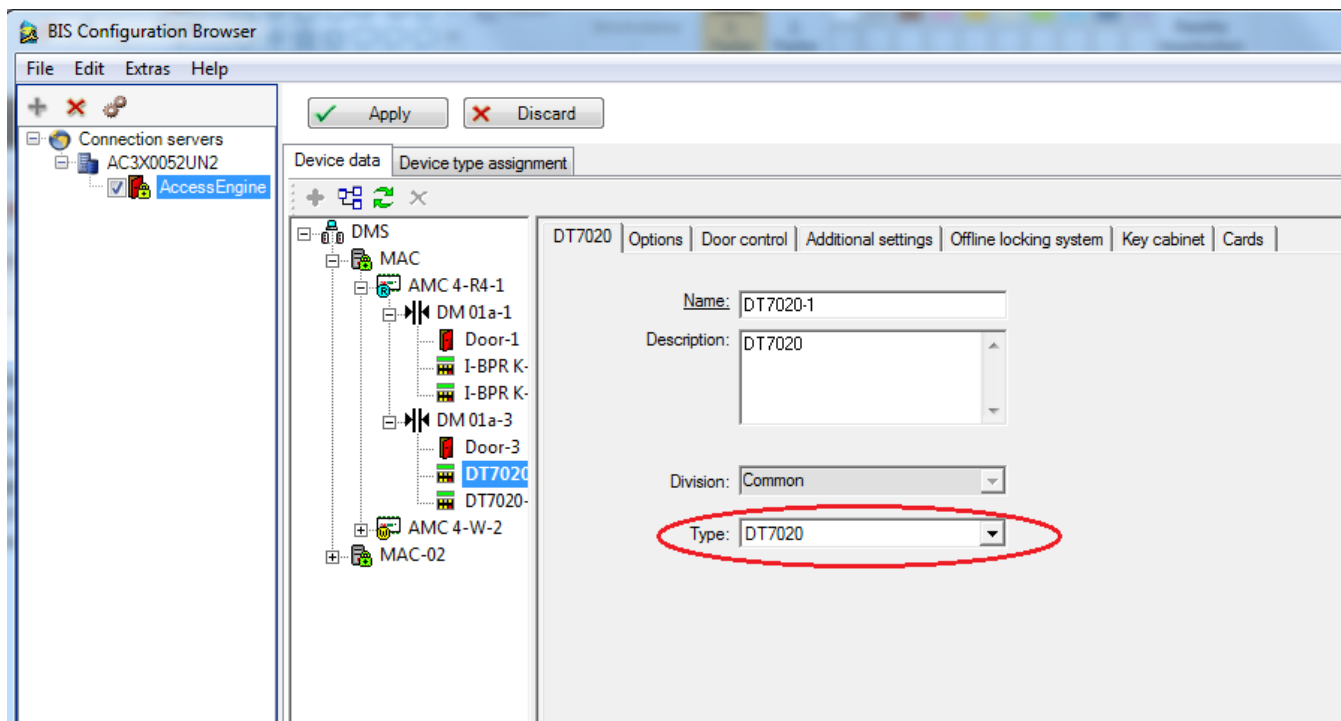 BIS Configuration Browser
File Edit Extras Help
Apply Discard
Connection servers
AC3X0052UN2
AccessEngine
Device data Device type assignment
DMS
MAC
AMC 4-R4-1
DM 01a-1
Door-1
I-BPR K-
I-BPR K-
DM 01a-3
Door-3
DT7020
DT7020-
AMC 4-W-2
MAC-02
DT7020 Options Door control Additional settings Offline locking system Key cabinet Cards
Name: DT7020-1
Description: DT7020
Division: Common
Type: DT7020